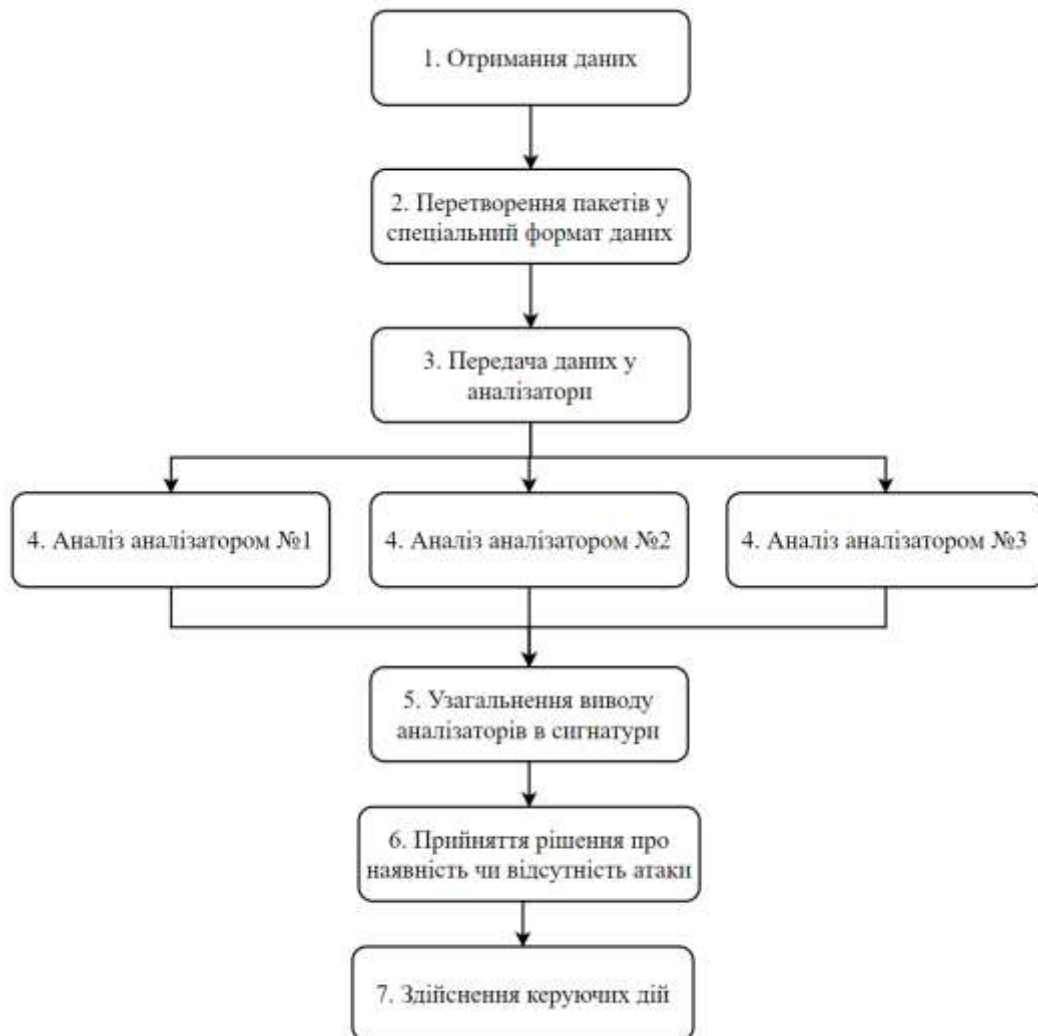 1. Отримання даних
2. Перетворення пакетів у
спеціальний формат даних
3. Передача даних у
аналізатори
4. Аналіз аналізатором №1
4. Аналіз аналізатором №2
4. Аналіз аналізатором №3
5. Узагальнення виводу
аналізаторів в сигнатури
6. Прийняття рішення про
наявність чи відсутність атаки
7. Здійснення керуючих дій